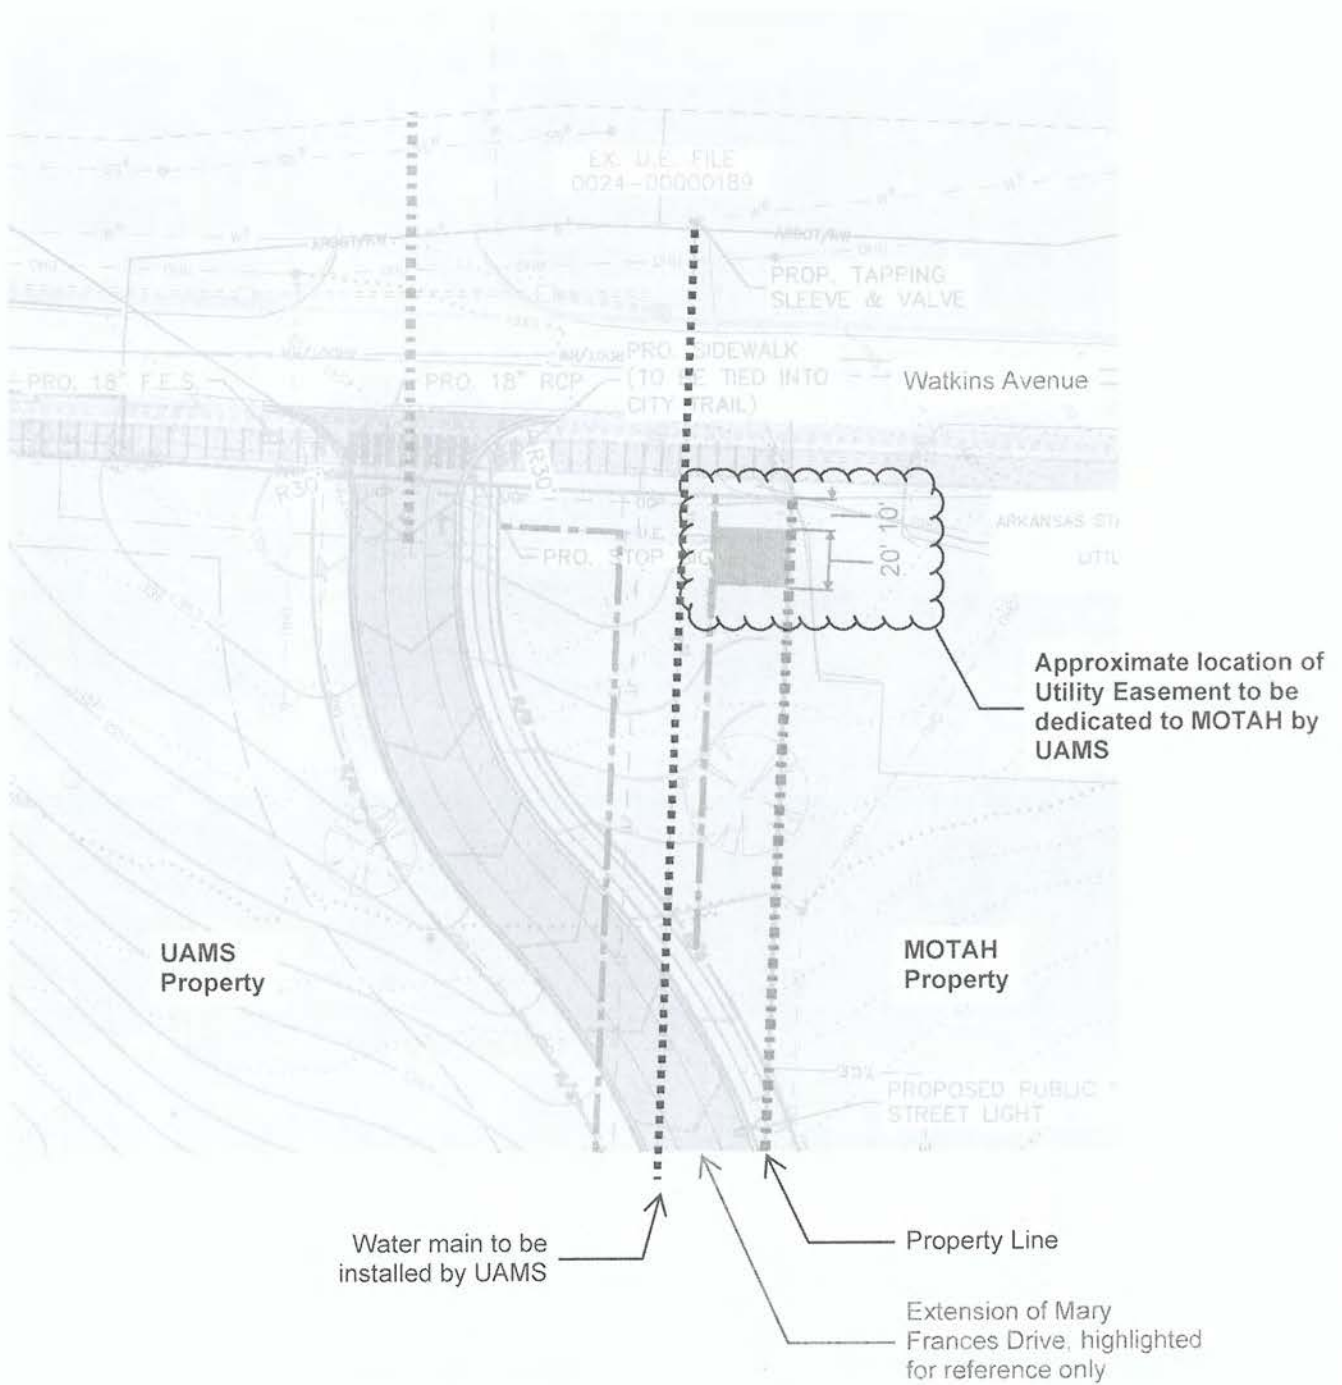 EX. U.E. FILE
0024-00000189
PROP. TAPPING
SLEEVE & VALVE
PRO. SIDEWALK
(TO BE TIED INTO
CITY TRAIL)
Watkins Avenue
PRO. 18" F.E.S.
PRO. 18" RCP
R30'
R30'
U.E.
10'
20'
ARKANSAS ST
UTIL
PRO. STOP SIGN
Approximate location of
Utility Easement to be
dedicated to MOTAH by
UAMS
UAMS
Property
MOTAH
Property
PROPOSED PUBLIC
STREET LIGHT
Water main to be
installed by UAMS
Property Line
Extension of Mary
Frances Drive, highlighted
for reference only